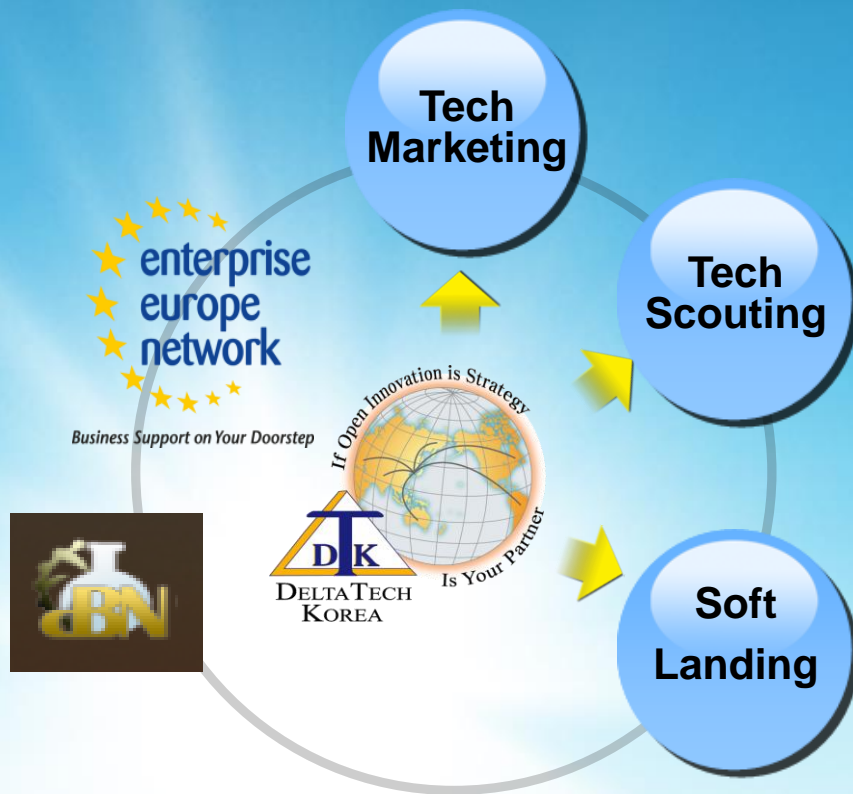 Tech
Marketing
Tech
Scouting
enterprise
europe
network
Business Support on Your Doorstep
If Open Innovation is Strategy
DTK
DELTATECH
KOREA
Is Your Partner
dBN
Soft
Landing